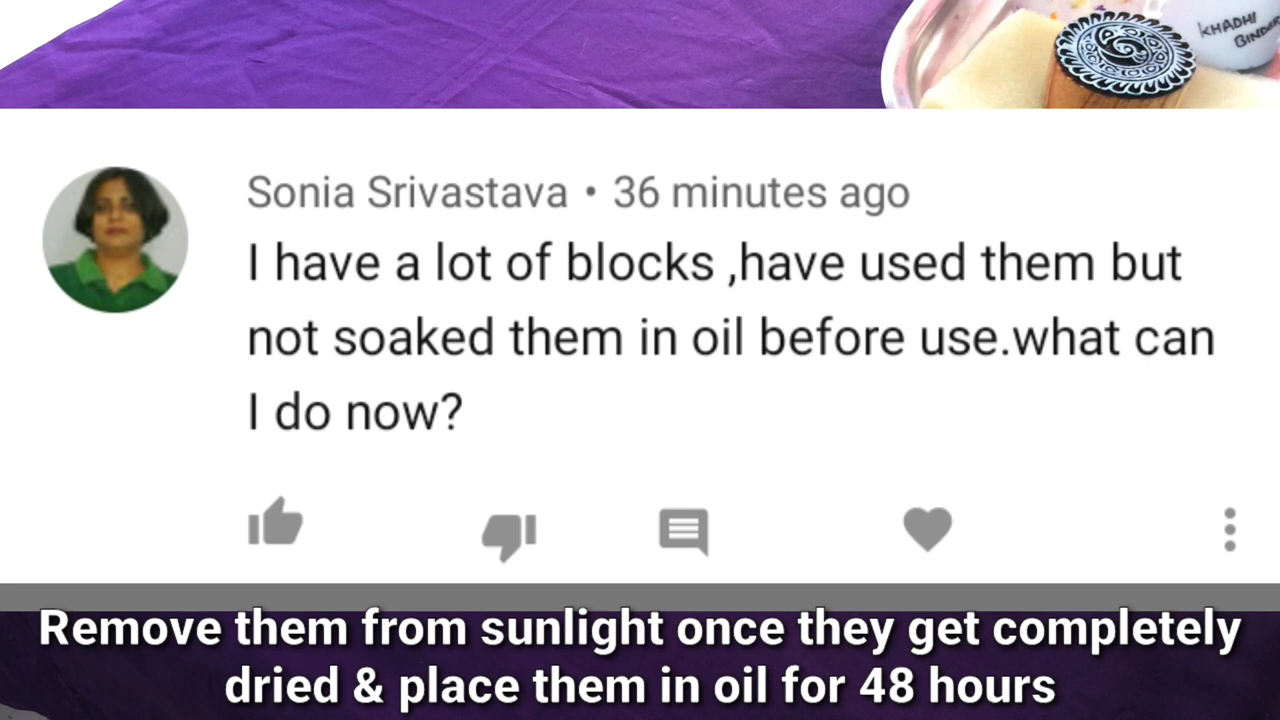 KHADHI
Sonia Srivastava • 36 minutes ago
I have a lot of blocks ,have used them but
not soaked them in oil before use.what can
I do now?
Remove them from sunlight once they get completely
dried & place them in oil for 48 hours